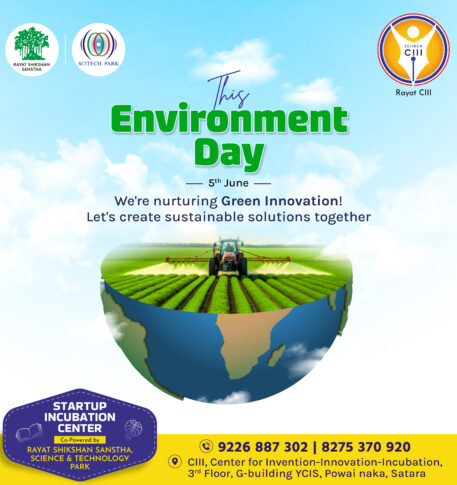 RAYAT SHIKSHAN
SANSTHA
SCITECH PARK
CIII
Rayat CIII
This
Environment
Day
5th June
We're nurturing Green Innovation!
Let's create sustainable solutions together
STARTUP
INCUBATION
CENTER
Co-Powered by
RAYAT SHIKSHAN SANSTHA,
SCIENCE & TECHNOLOGY
PARK
9226 887 302 | 8275 370 920
CIII, Center for Invention-Innovation-Incubation,
3rd Floor, G-building YCIS, Powai naka, Satara